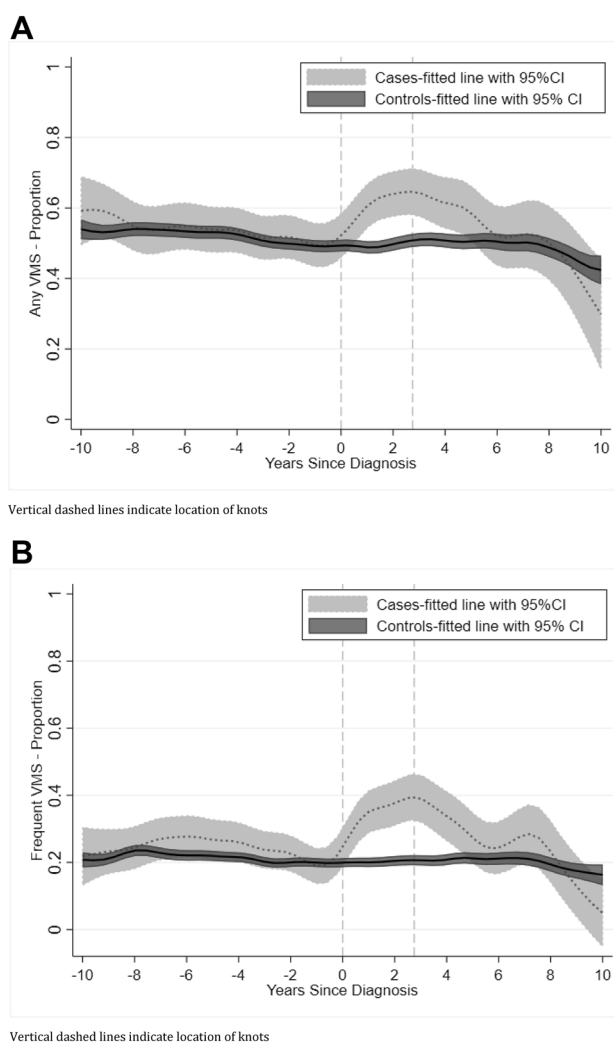 A
Cases-fitted line with 95%CI
Controls-fitted line with 95% CI
1
0.8
0.6
0.4
0.2
0
Any VMS - Proportion
-10 -8 -6 -4 -2 0 2 4 6 8 10
Years Since Diagnosis
Vertical dashed lines indicate location of knots
B
Cases-fitted line with 95%CI
Controls-fitted line with 95% CI
1
0.8
0.6
0.4
0.2
0
Frequent VMS - Proportion
-10 -8 -6 -4 -2 0 2 4 6 8 10
Years Since Diagnosis
Vertical dashed lines indicate location of knots